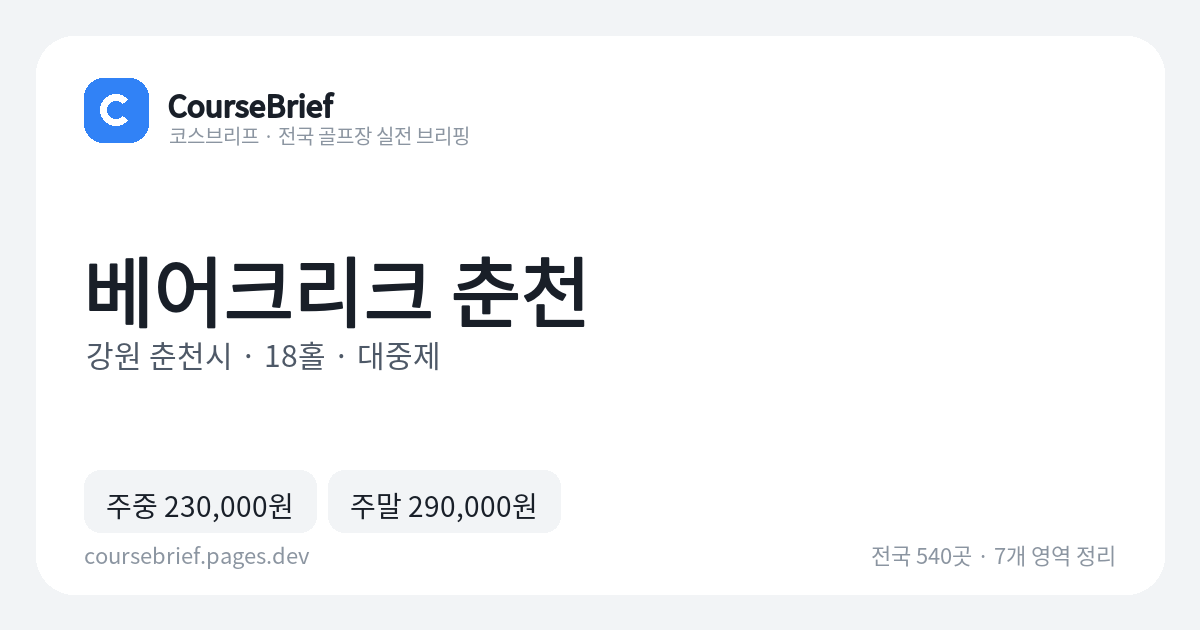 C
CourseBrief
코스브리프 · 전국 골프장 실전 브리핑
베어크리크 춘천
강원 춘천시 · 18홀 · 대중제
주중 230,000원 주말 290,000원
coursebrief.pages.dev 전국 540곳 · 7개 영역 정리